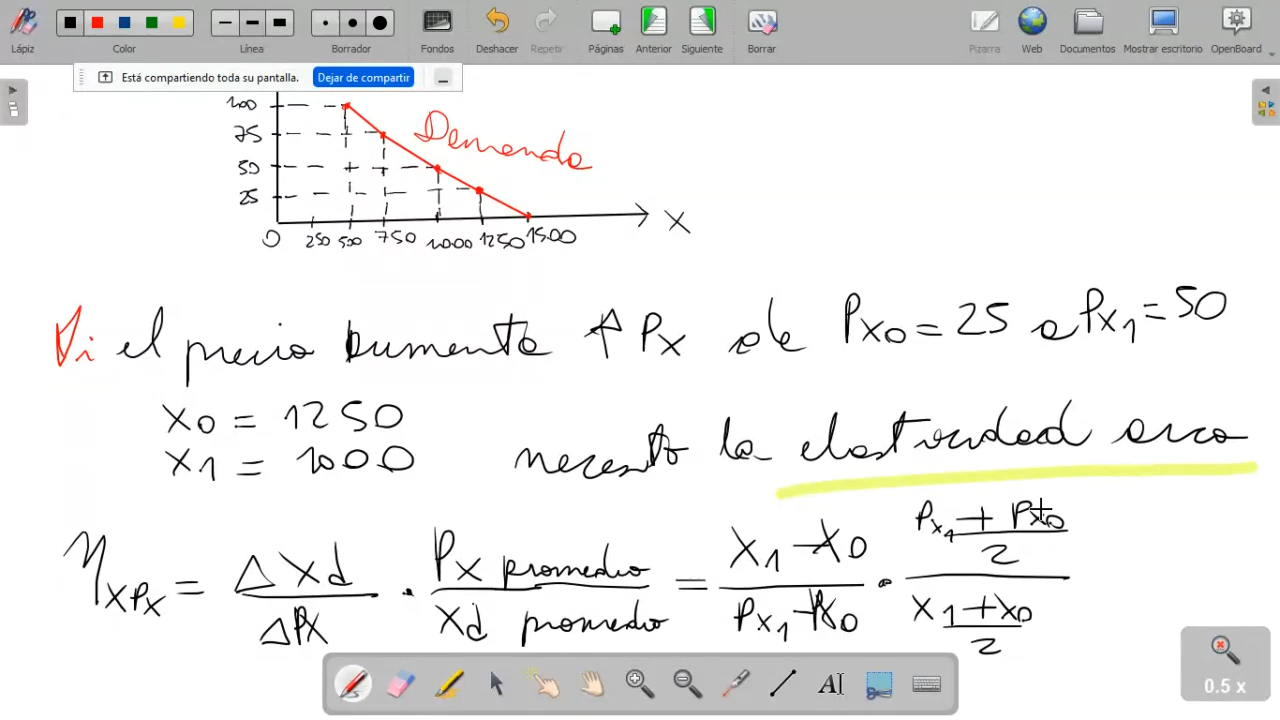 Lápiz Color Línea Borrador Fondos Deshacer Repetir Páginas Anterior Siguiente Borrar Pizarra Web Documentos Mostrar escritorio OpenBoard
Está compartiendo toda su pantalla. Dejar de compartir
100
75
50
25
Demanda
0 250 500 750 1000 1250 1500 X
Si el precio aumenta ↑ Px de Px0 = 25 a Px1 = 50
X0 = 1250
X1 = 1000
necesito la elasticidad arco
ηXPx = ΔXd / ΔPX · Px promedio / Xd promedio = X1 - X0 / Px1 - Px0 · Px1 + Px0 / 2 / X1 + X0 / 2
0.5 x